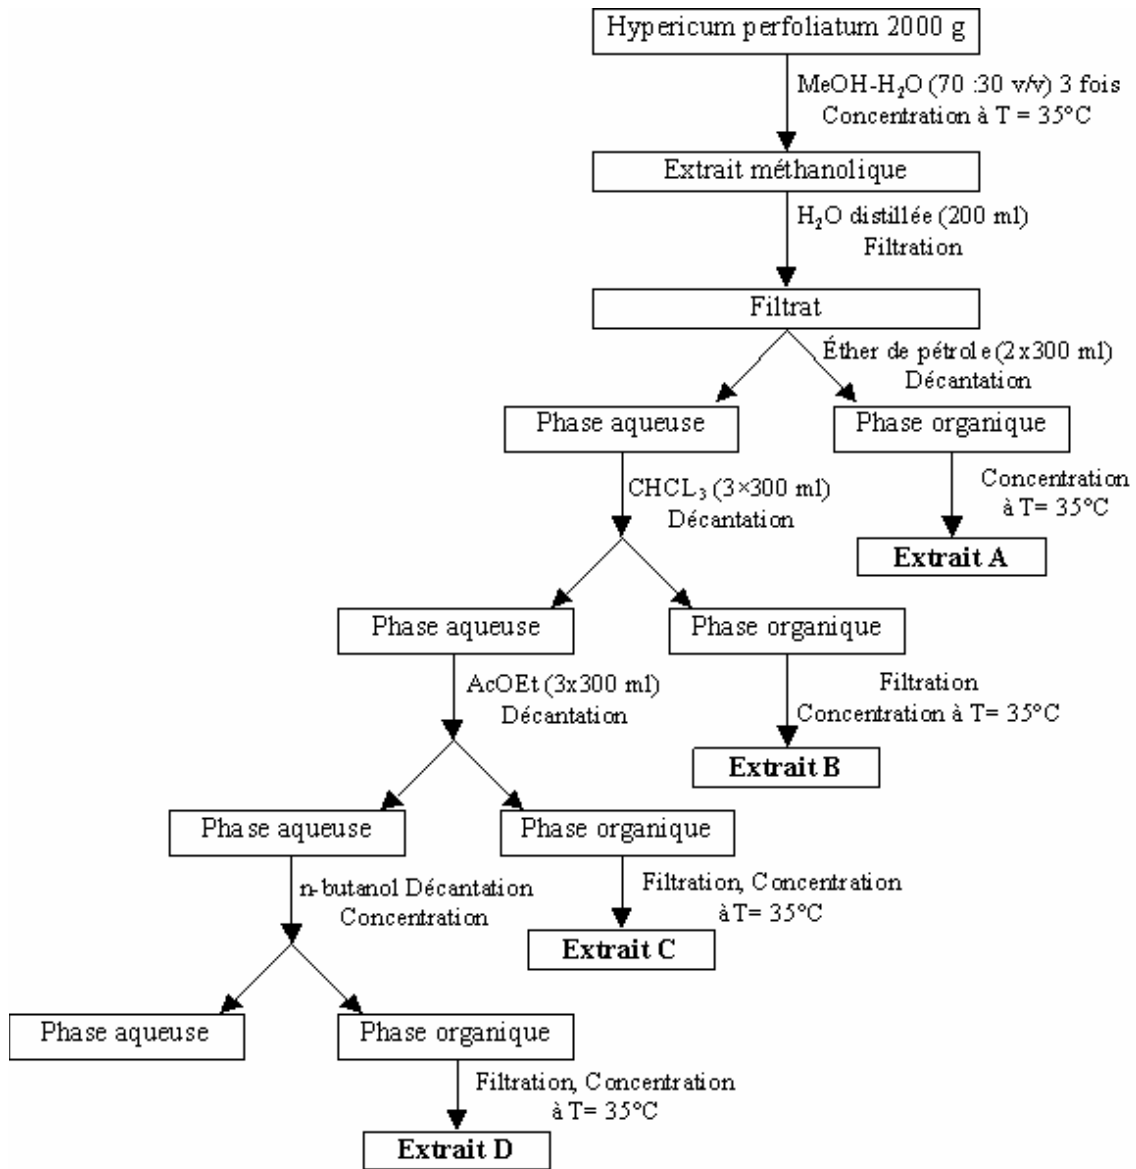 Hypericum perfoliatum 2000 g
MeOH-H₂O (70 :30 v/v) 3 fois
Concentration à T = 35°C
Extrait méthanolique
H₂O distillée (200 ml)
Filtration
Filtrat
Éther de pétrole (2x300 ml)
Décantation
Phase aqueuse
Phase organique
CHCL₃ (3×300 ml)
Décantation
Concentration
à T= 35°C
Extrait A
Phase aqueuse
Phase organique
AcOEt (3x300 ml)
Décantation
Filtration
Concentration à T= 35°C
Extrait B
Phase aqueuse
Phase organique
n-butanol Décantation
Concentration
Filtration, Concentration
à T= 35°C
Extrait C
Phase aqueuse
Phase organique
Filtration, Concentration
à T= 35°C
Extrait D